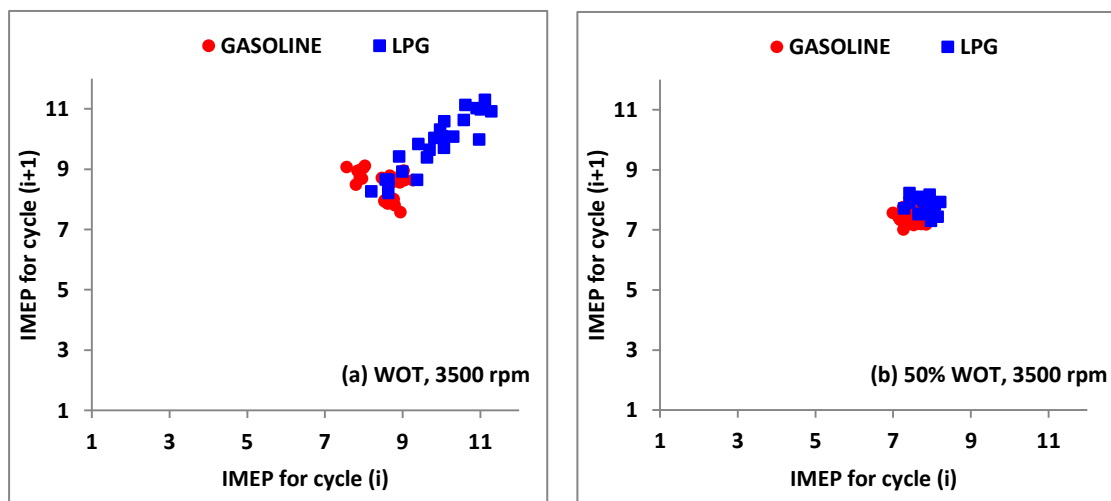 GASOLINE LPG
IMEP for cycle (i+1)
11
9
7
5
3
1
(a) WOT, 3500 rpm
1 3 5 7 9 11
IMEP for cycle (i)
GASOLINE LPG
IMEP for cycle (i+1)
11
9
7
5
3
1
(b) 50% WOT, 3500 rpm
1 3 5 7 9 11
IMEP for cycle (i)